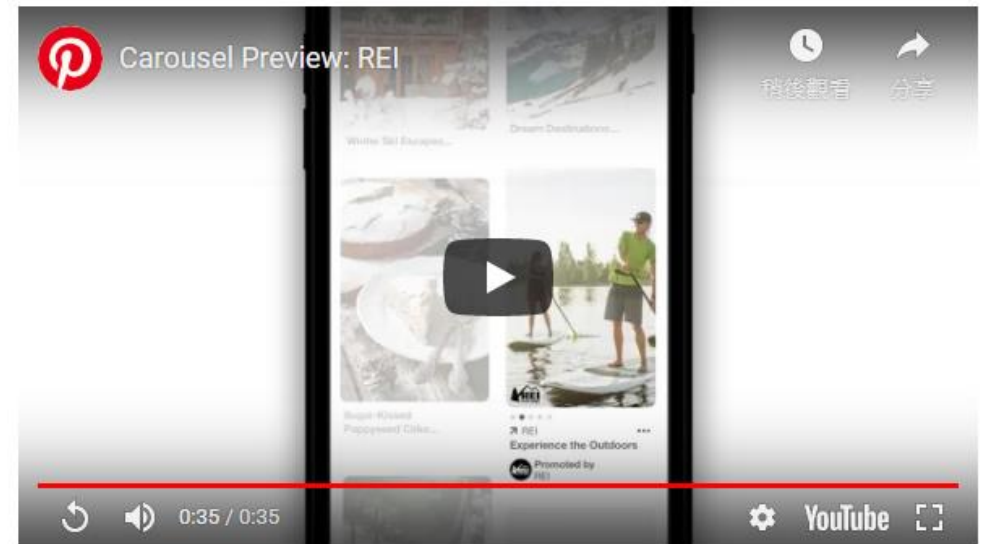 Carousel Preview: REI
稍後觀看
分享
Winter Ski Escapes...
Dream Destinations...
REI
Sugar-Kissed
Poppyseed Cake...
REI
Experience the Outdoors
Promoted by
REI
0:35 / 0:35
YouTube